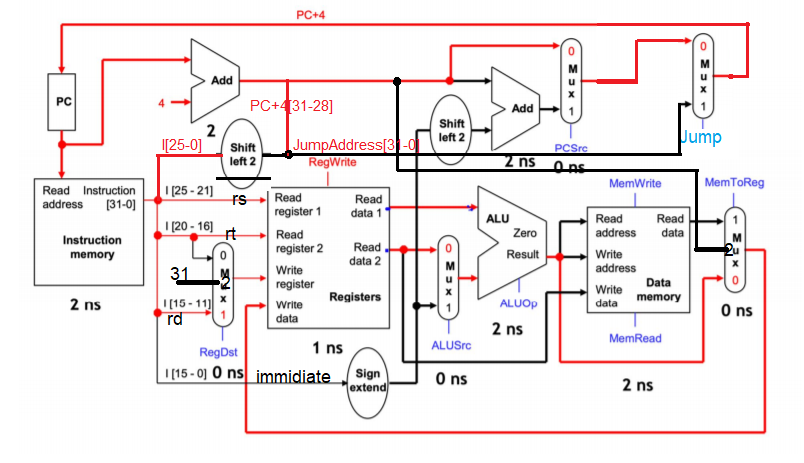 PC+4
PC
4
Add
2
PC+4[31-28]
I[25-0]
Shift
left 2
JumpAddress[31-0]
RegWrite
Shift
left 2
Add
2 ns
0
M
u
x
1
PCSrc
0 ns
0
M
u
x
1
Jump
Read
address
Instruction
[31-0]
Instruction
memory
2 ns
I [25 - 21]
rs
I [20 - 16]
rt
31
0
M
u
2
x
1
I [15 - 11]
rd
RegDst
I [15 - 0]
0 ns
immidiate
Read
register 1
Read
data 1
Read
register 2
Read
data 2
Write
register
Write
data
Registers
1 ns
Sign
extend
0
M
u
x
1
ALUSrc
0 ns
ALU
Zero
Result
ALUOp
2 ns
MemWrite
Read
address
Read
data
Write
address
Write
data
Data
memory
MemRead
2 ns
MemToReg
1
M
2
u
x
0
0 ns